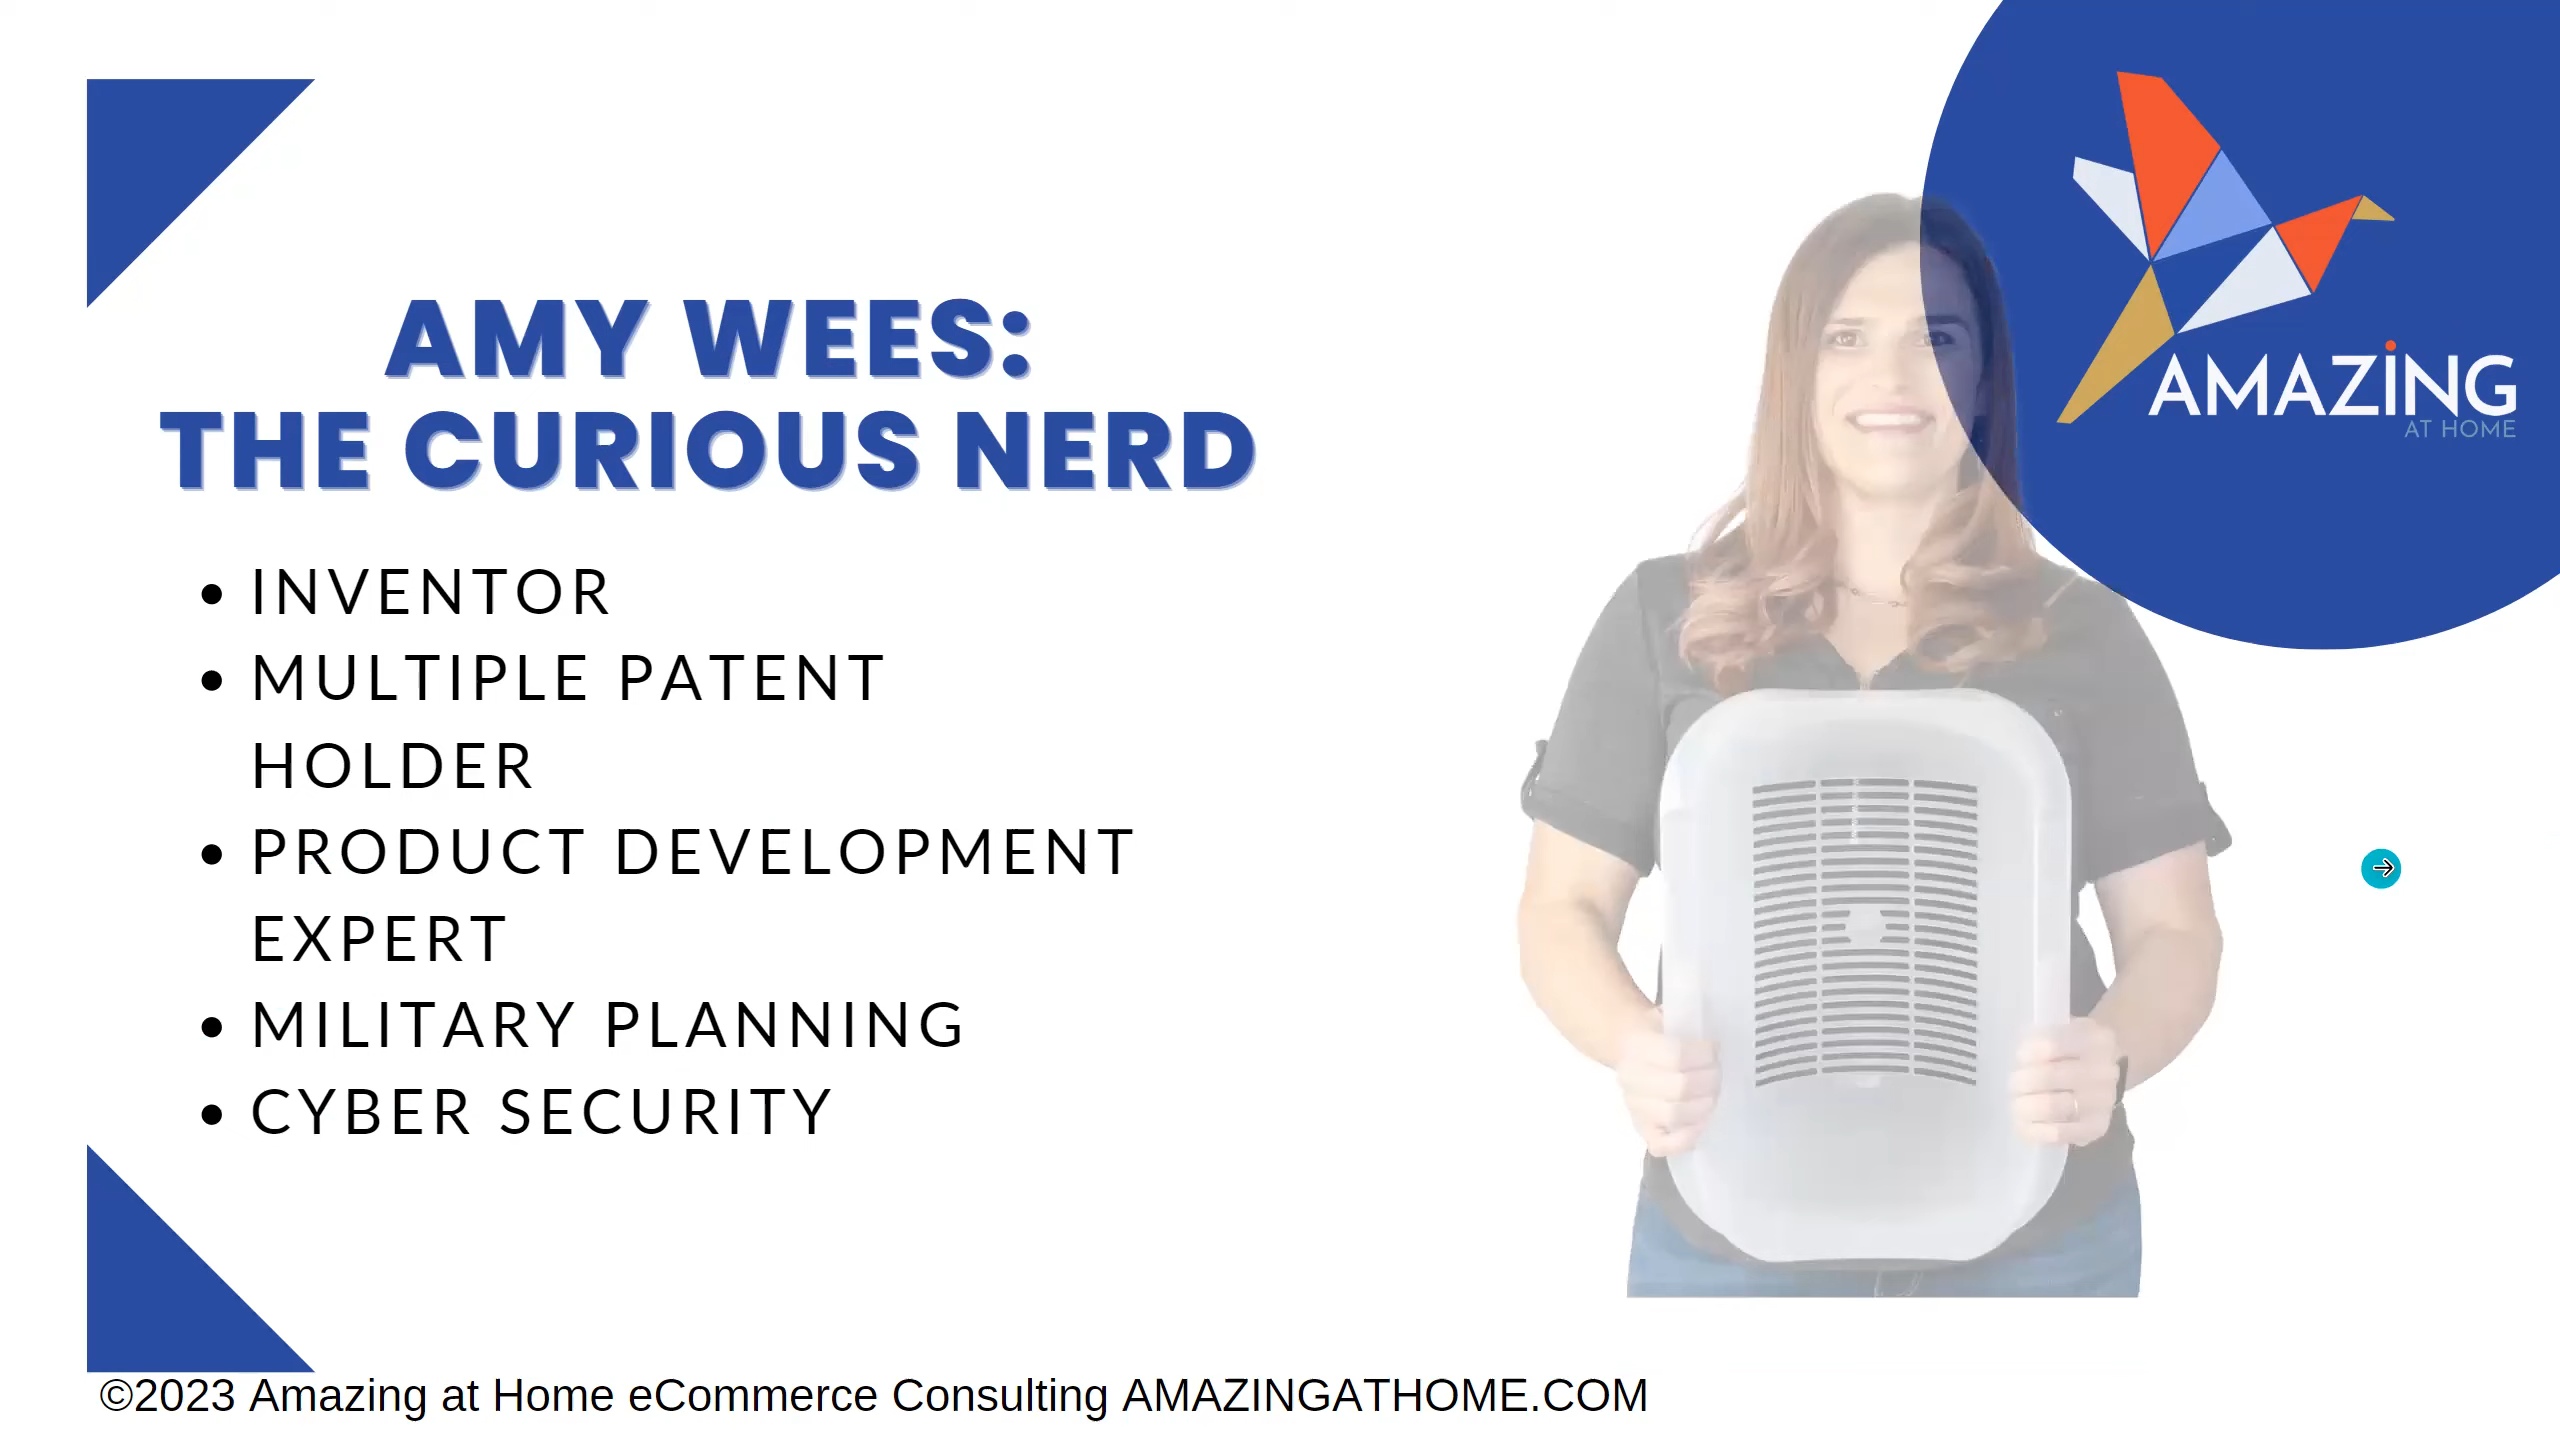 AMAZING
AT HOME
AMY WEES:
THE CURIOUS NERD
• INVENTOR
• MULTIPLE PATENT
HOLDER
• PRODUCT DEVELOPMENT
EXPERT
• MILITARY PLANNING
• CYBER SECURITY
©2023 Amazing at Home eCommerce Consulting AMAZINGATHOME.COM